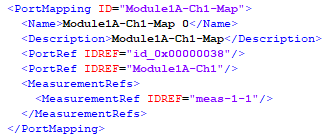 <PortMapping ID="Module1A-Ch1-Map">
<Name>Module1A-Ch1-Map 0</Name>
<Description>Module1A-Ch1-Map</Description>
<PortRef IDREF="id_0x00000038"/>
<PortRef IDREF="Module1A-Ch1"/>
<MeasurementRefs>
<MeasurementRef IDREF="meas-1-1"/>
</MeasurementRefs>
</PortMapping>